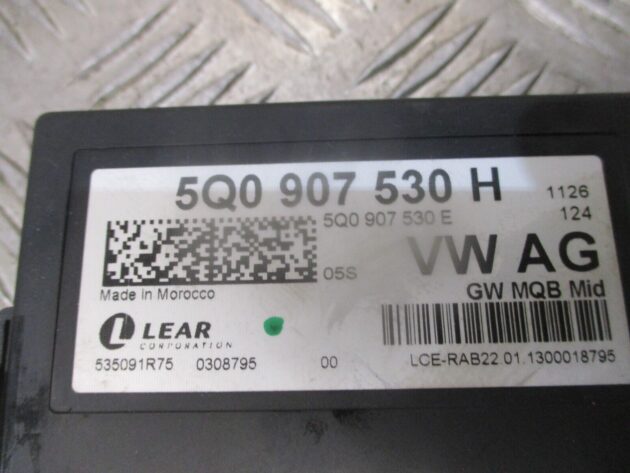 5Q0 907 530 H
1126
5Q0 907 530 E
124
05S
VW AG
Made in Morocco
GW MQB Mid
LEAR
CORPORATION
535091R75 0308795 00
LCE-RAB22.01.1300018795